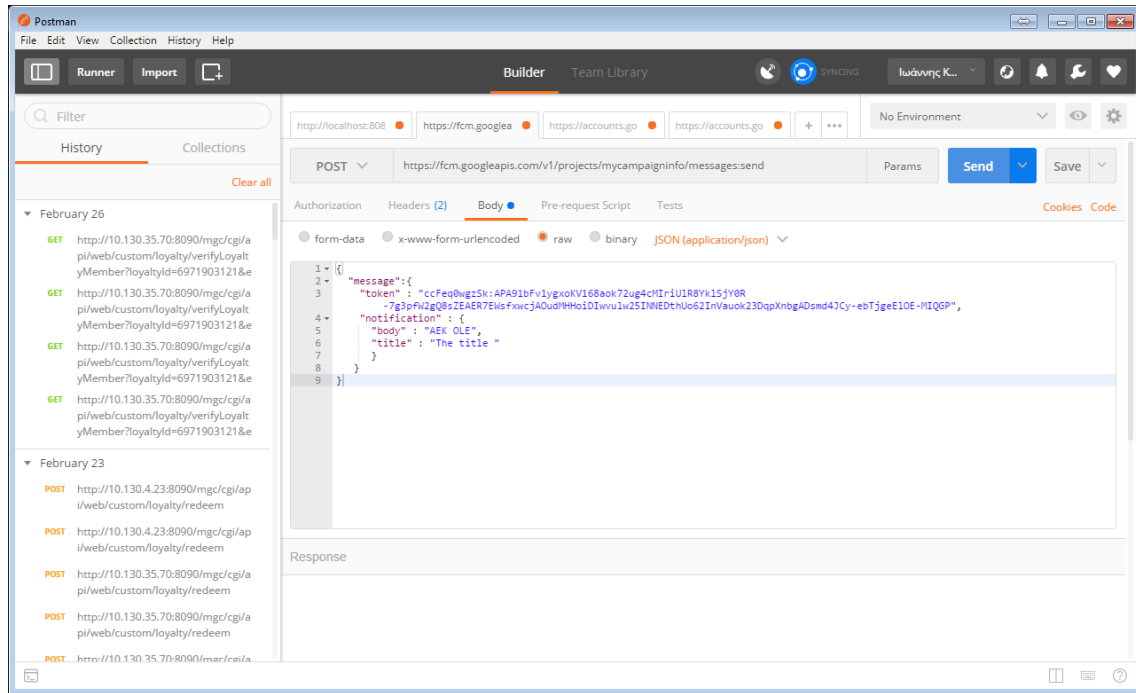 Postman
File Edit View Collection History Help
Runner Import
Builder Team Library
SYNCING
Ιωάννης Κ...
Filter
History Collections
Clear all
February 26
GET http://10.130.35.70:8090/mgc/cgi/a
pi/web/custom/loyalty/verifyLoyalt
yMember?loyaltyId=6971903121&e
GET http://10.130.35.70:8090/mgc/cgi/a
pi/web/custom/loyalty/verifyLoyalt
yMember?loyaltyId=6971903121&e
GET http://10.130.35.70:8090/mgc/cgi/a
pi/web/custom/loyalty/verifyLoyalt
yMember?loyaltyId=6971903121&e
GET http://10.130.35.70:8090/mgc/cgi/a
pi/web/custom/loyalty/verifyLoyalt
yMember?loyaltyId=6971903121&e
February 23
POST http://10.130.4.23:8090/mgc/cgi/ap
i/web/custom/loyalty/redeem
POST http://10.130.4.23:8090/mgc/cgi/ap
i/web/custom/loyalty/redeem
POST http://10.130.35.70:8090/mgc/cgi/a
pi/web/custom/loyalty/redeem
POST http://10.130.35.70:8090/mgc/cgi/a
pi/web/custom/loyalty/redeem
POST http://10.130.35.70:8090/mgc/cgi/a
http://localhost:808 https://fcm.googlea https://accounts.go https://accounts.go + •••
No Environment
POST https://fcm.googleapis.com/v1/projects/mycampaigninfo/messages:send Params Send Save
Authorization Headers (2) Body Pre-request Script Tests
Cookies Code
form-data x-www-form-urlencoded raw binary JSON (application/json)
1 {
2 "message":{
3 "token" : "ccFeq0wgzSk:APA91bFv1ygxoKV168aok72ug4cMIriUlR8YklSjY0R
-7g3pfW2gQ8sZEAER7EWsfxwcjAOudMHHoiDIwvulw25INNEDthUo62InVauok23DqpXnbgADsmd4JCy-ebTjgeElOE-MIQGP",
4 "notification" : {
5 "body" : "AEK OLE",
6 "title" : "The title "
7 }
8 }
9 }
Response